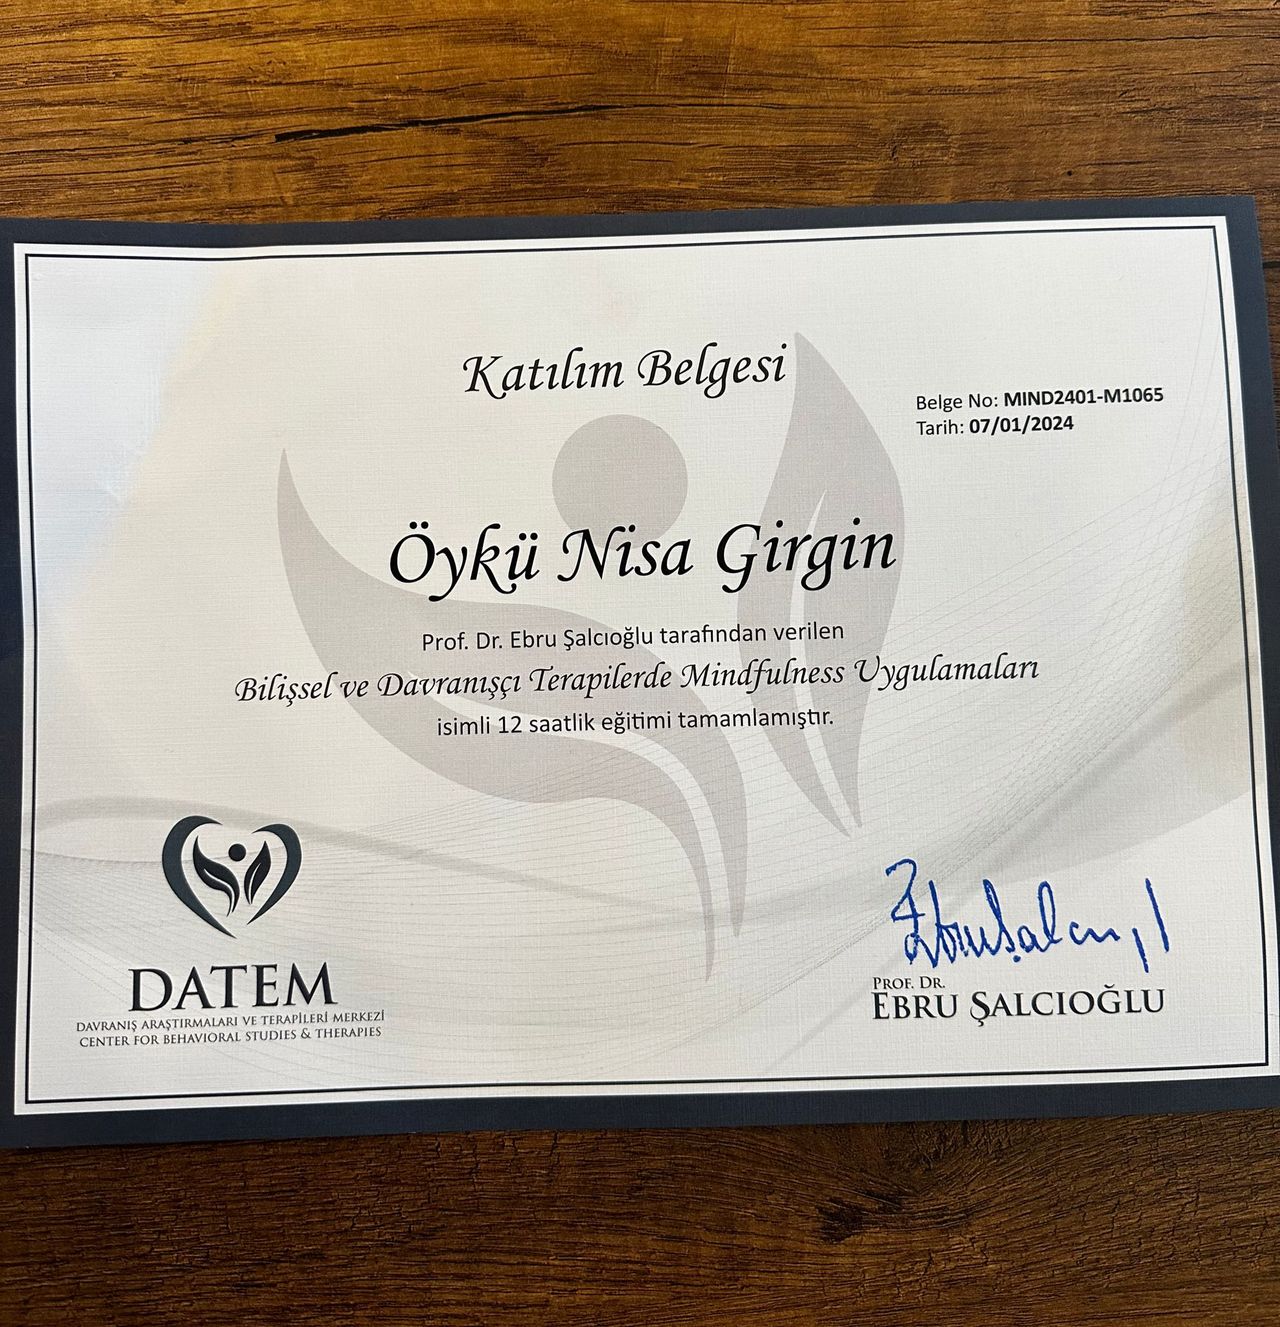 Katılım Belgesi
Belge No: MIND2401-M1065
Tarih: 07/01/2024
Öykü Nisa Girgin
Prof. Dr. Ebru Şalcıoğlu tarafından verilen
Bilişsel ve Davranışçı Terapilerde Mindfulness Uygulamaları
isimli 12 saatlik eğitimi tamamlamıştır.
DATEM
DAVRANIŞ ARAŞTIRMALARI VE TERAPİLERİ MERKEZİ
CENTER FOR BEHAVIORAL STUDIES & THERAPIES
PROF. DR.
EBRU ŞALCIOĞLU